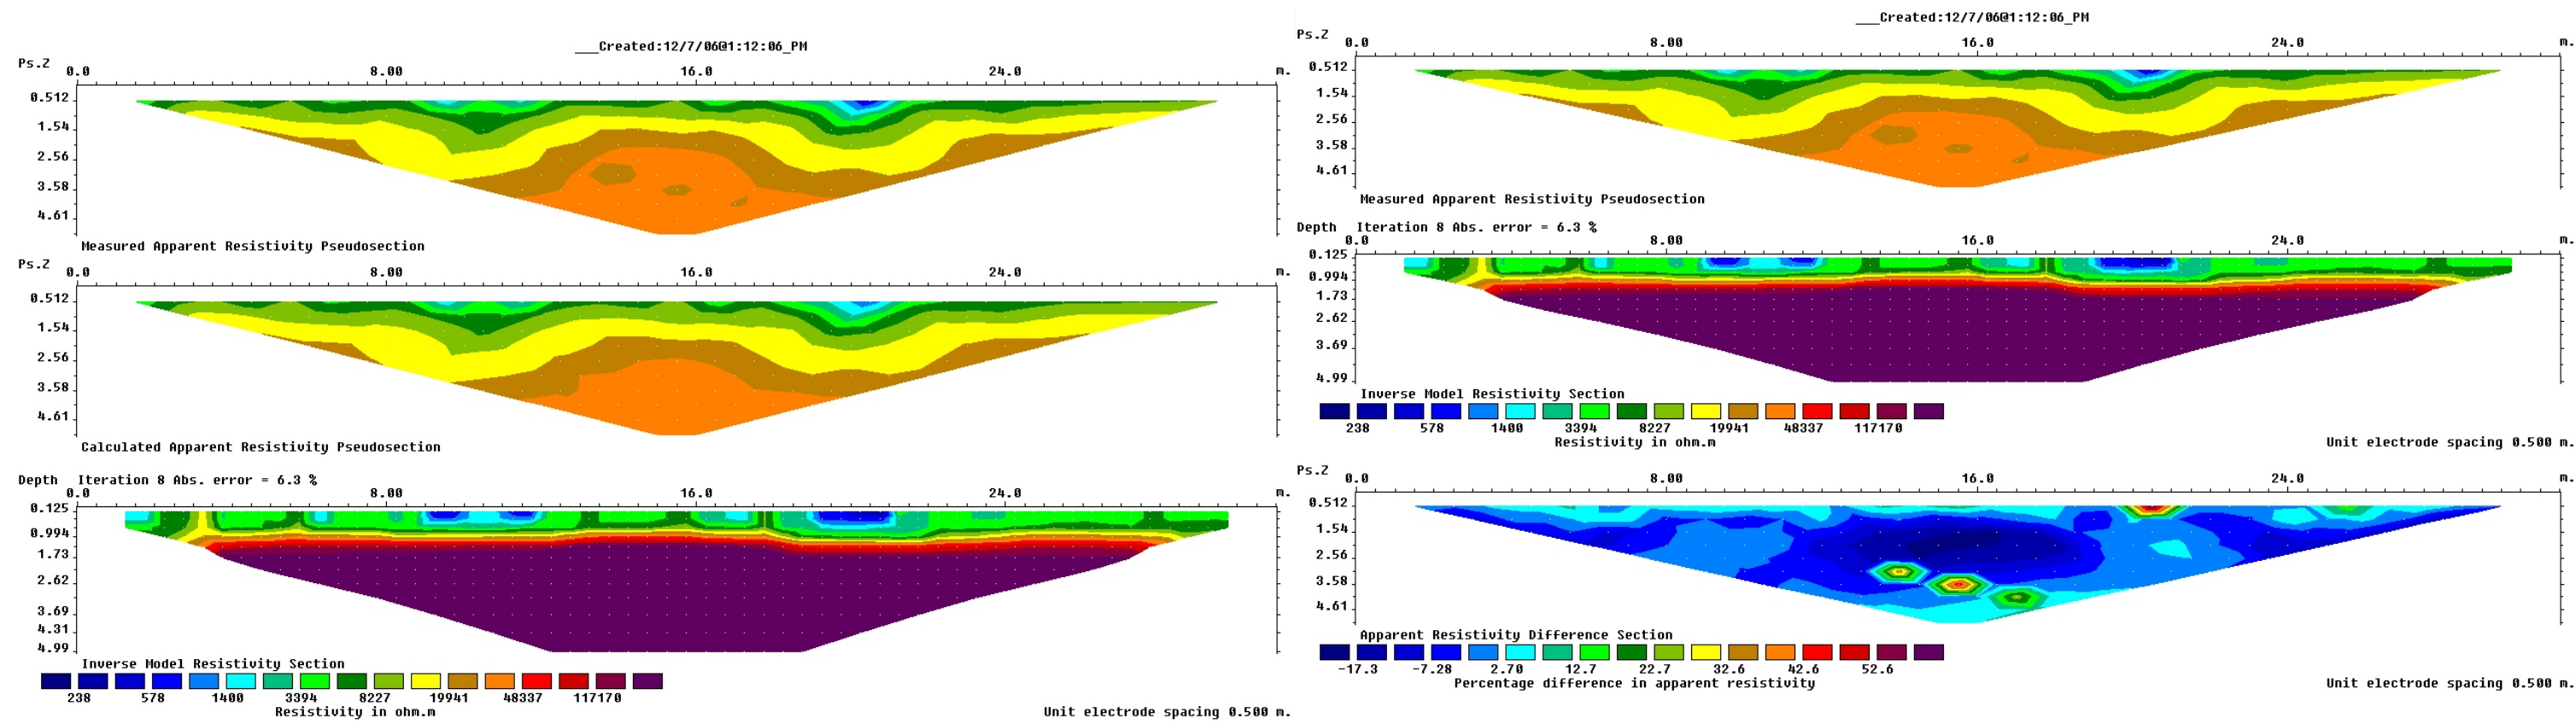 ___Created:12/7/06@1:12:06_PM
Ps.Z 0.0 8.00 16.0 24.0 m.
0.512
1.54
2.56
3.58
4.61
Measured Apparent Resistivity Pseudosection
Ps.Z 0.0 8.00 16.0 24.0 m.
0.512
1.54
2.56
3.58
4.61
Calculated Apparent Resistivity Pseudosection
Depth Iteration 8 Abs. error = 6.3 %
0.0 8.00 16.0 24.0 m.
0.125
0.994
1.73
2.62
3.69
4.31
4.99
Inverse Model Resistivity Section
238 578 1400 3394 8227 19941 48337 117170
Resistivity in ohm.m
Unit electrode spacing 0.500 m.
___Created:12/7/06@1:12:06_PM
Ps.Z 0.0 8.00 16.0 24.0 m.
0.512
1.54
2.56
3.58
4.61
Measured Apparent Resistivity Pseudosection
Depth Iteration 8 Abs. error = 6.3 %
0.0 8.00 16.0 24.0 m.
0.125
0.994
1.73
2.62
3.69
4.99
Inverse Model Resistivity Section
238 578 1400 3394 8227 19941 48337 117170
Resistivity in ohm.m
Unit electrode spacing 0.500 m.
Ps.Z 0.0 8.00 16.0 24.0 m.
0.512
1.54
2.56
3.58
4.61
Apparent Resistivity Difference Section
-17.3 -7.28 2.70 12.7 22.7 32.6 42.6 52.6
Percentage difference in apparent resistivity
Unit electrode spacing 0.500 m.